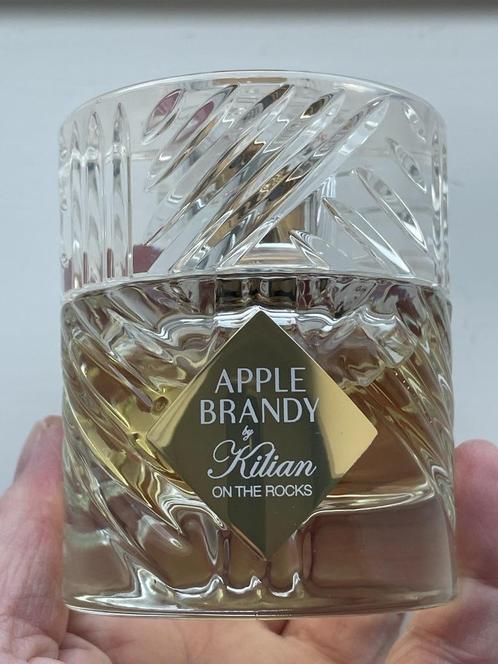 APPLE
BRANDY
by
Kilian
ON THE ROCKS